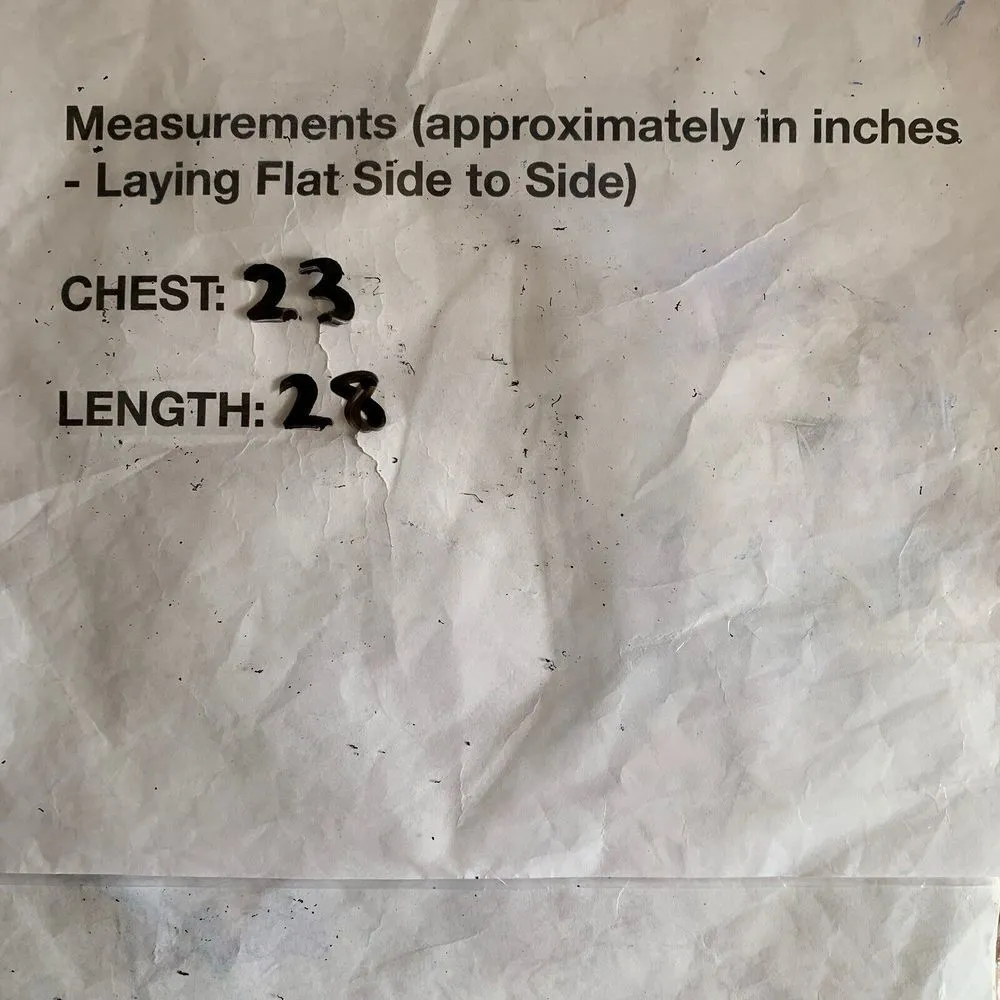 Measurements (approximately in inches
- Laying Flat Side to Side)
CHEST: 23
LENGTH: 28